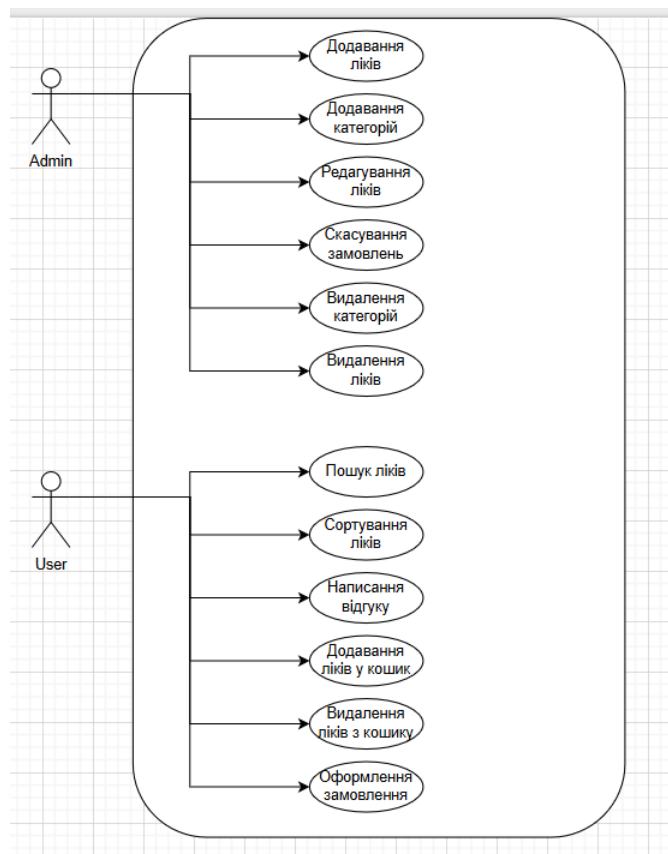 Додавання
ліків
Admin
Додавання
категорій
Редагування
ліків
Скасування
замовлень
Видалення
категорій
Видалення
ліків
User
Пошук ліків
Сортування
ліків
Написання
відгуку
Додавання
ліків у кошик
Видалення
ліків з кошику
Оформлення
замовлення